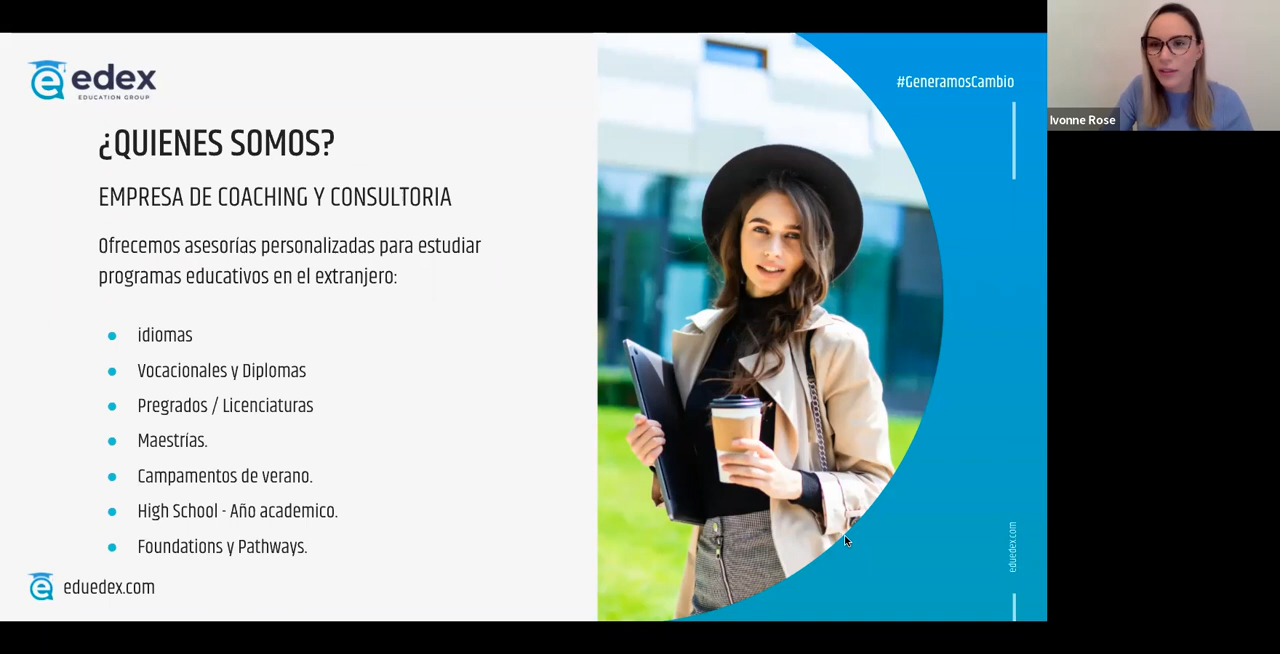 edex
EDUCATION GROUP
¿QUIENES SOMOS?
EMPRESA DE COACHING Y CONSULTORIA
Ofrecemos asesorías personalizadas para estudiar
programas educativos en el extranjero:
idiomas
Vocacionales y Diplomas
Pregrados / Licenciaturas
Maestrías.
Campamentos de verano.
High School - Año academico.
Foundations y Pathways.
eduedex.com
#GeneramosCambio
eduedex.com
Ivonne Rose